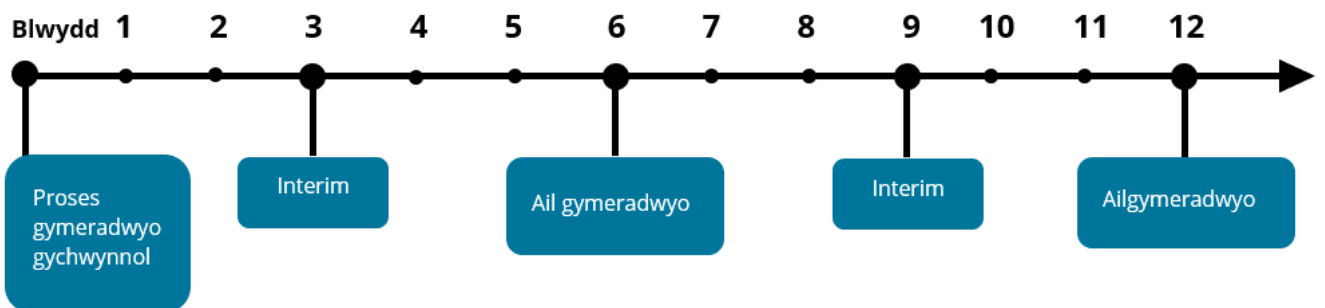 Blwydd 1 2 3 4 5 6 7 8 9 10 11 12
Proses
gymeradwyo
gychwynnol
Interim
Ail gymeradwyo
Interim
Ailgymeradwyo